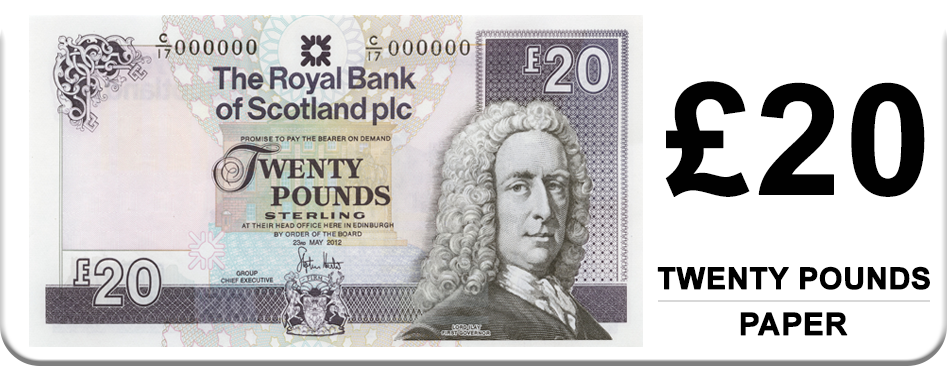 C/17 000000 C/17 000000
£20
The Royal Bank
of Scotland plc
PROMISE TO PAY THE BEARER ON DEMAND
TWENTY
POUNDS
STERLING
AT THEIR HEAD OFFICE HERE IN EDINBURGH
BY ORDER OF THE BOARD
23RD MAY 2012
£20
GROUP
CHIEF EXECUTIVE
LORD ILAY
FIRST GOVERNOR
£20
TWENTY POUNDS
PAPER